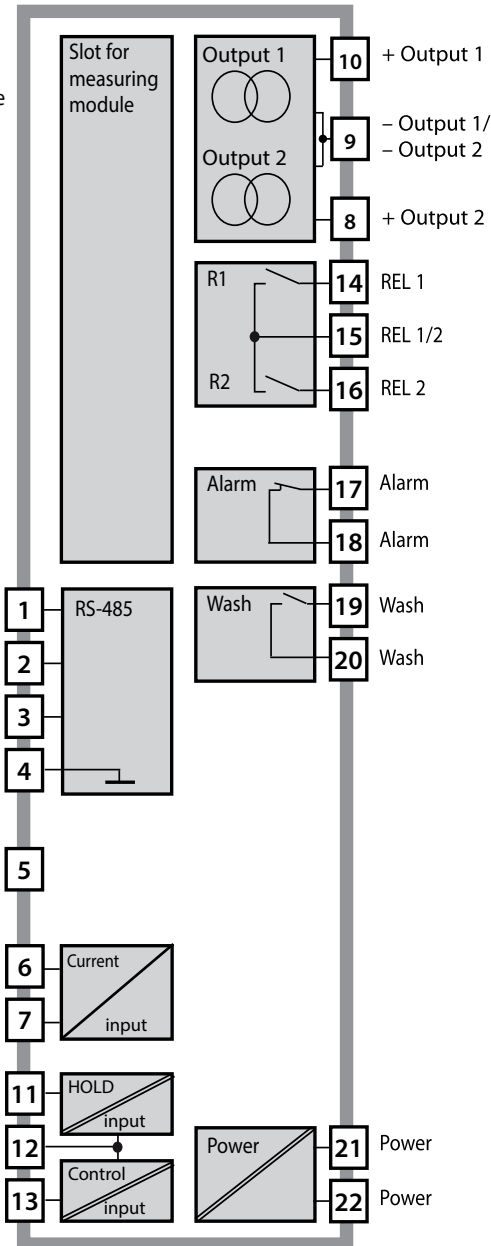 e
Slot for
measuring
module
Output 1
Output 2
10 + Output 1
9 – Output 1/
– Output 2
8 + Output 2
R1
R2
14 REL 1
15 REL 1/2
16 REL 2
Alarm
17 Alarm
18 Alarm
Wash
19 Wash
20 Wash
1
2
3
4
RS-485
5
6
7
Current
input
11
12
13
HOLD
input
Control
input
Power
21 Power
22 Power